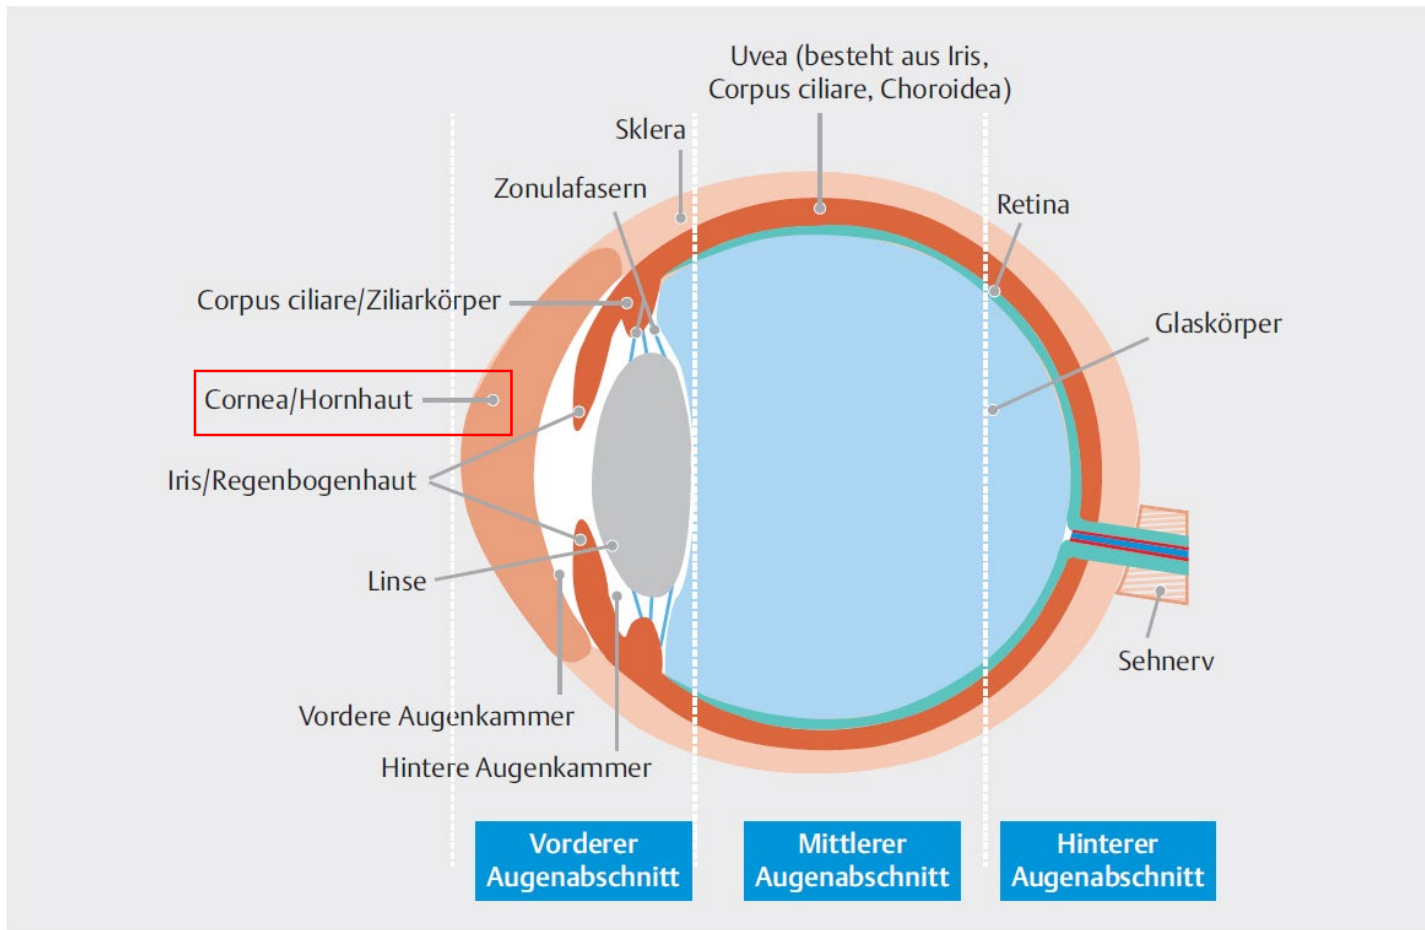 Uvea (besteht aus Iris,
Corpus ciliare, Choroidea)
Sklera
Zonulafasern
Retina
Corpus ciliare/Ziliarkörper
Glaskörper
Cornea/Hornhaut
Iris/Regenbogenhaut
Linse
Sehnerv
Vordere Augenkammer
Hintere Augenkammer
Vorderer
Augenabschnitt
Mittlerer
Augenabschnitt
Hinterer
Augenabschnitt